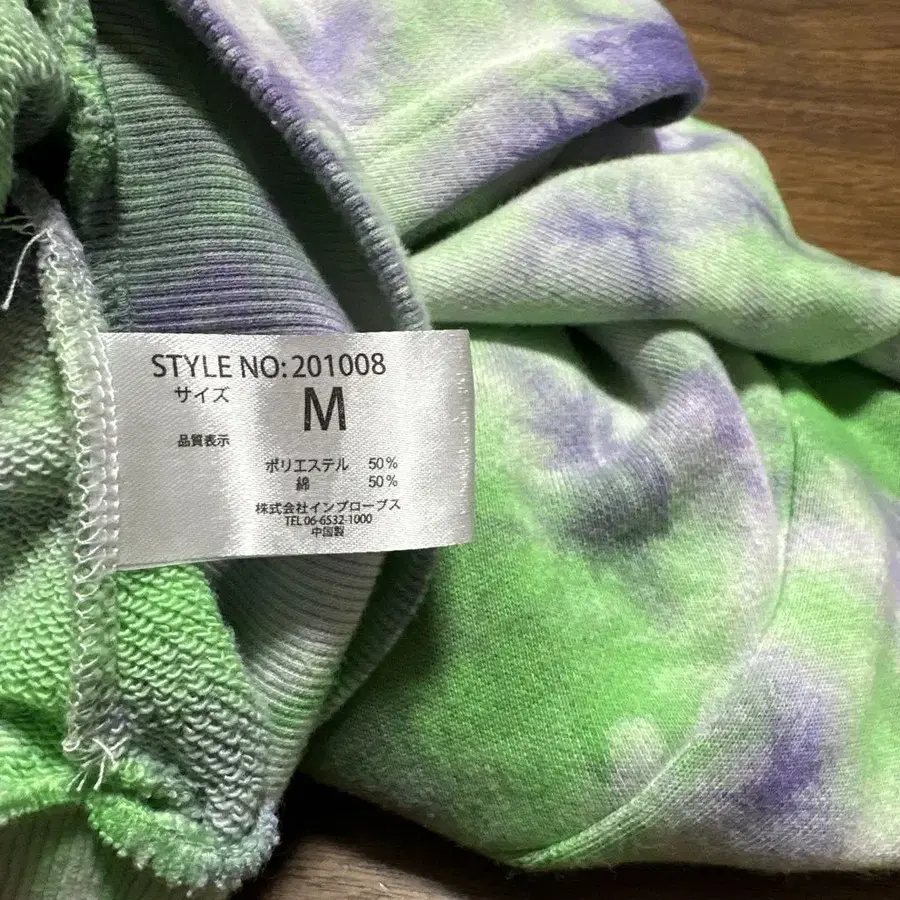 STYLE NO: 201008
サイズ
M
品質表示
ポリエステル 50%
綿 50%
株式会社インプローブス
TEL 06-6532-1000
中国製